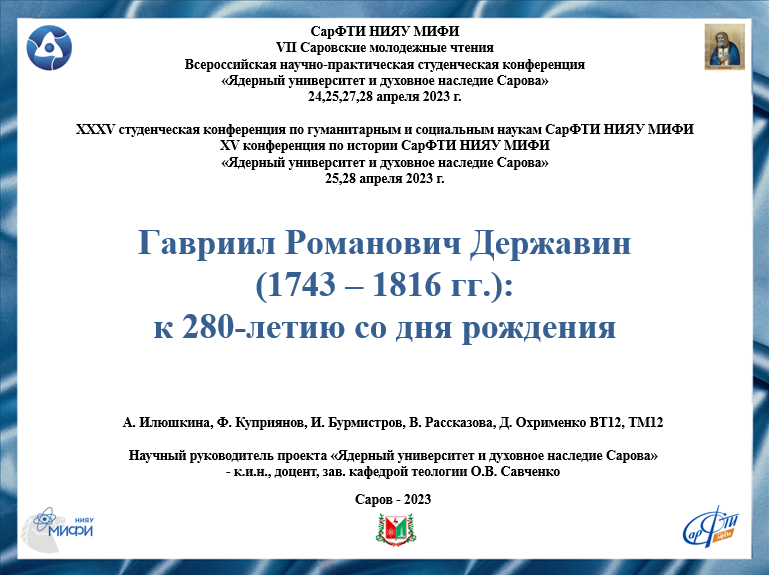 СарФТИ НИЯУ МИФИ
VII Саровские молодежные чтения
Всероссийская научно-практическая студенческая конференция
«Ядерный университет и духовное наследие Сарова»
24,25,27,28 апреля 2023 г.
XXXV студенческая конференция по гуманитарным и социальным наукам СарФТИ НИЯУ МИФИ
XV конференция по истории СарФТИ НИЯУ МИФИ
«Ядерный университет и духовное наследие Сарова»
25,28 апреля 2023 г.
Гавриил Романович Державин
(1743 – 1816 гг.):
к 280-летию со дня рождения
А. Илюшкина, Ф. Куприянов, И. Бурмистров, В. Рассказова, Д. Охрименко ВТ12, ТМ12
Научный руководитель проекта «Ядерный университет и духовное наследие Сарова»
- к.и.н., доцент, зав. кафедрой теологии О.В. Савченко
Саров - 2023
НИЯУ
МИФИ
СарФТИ